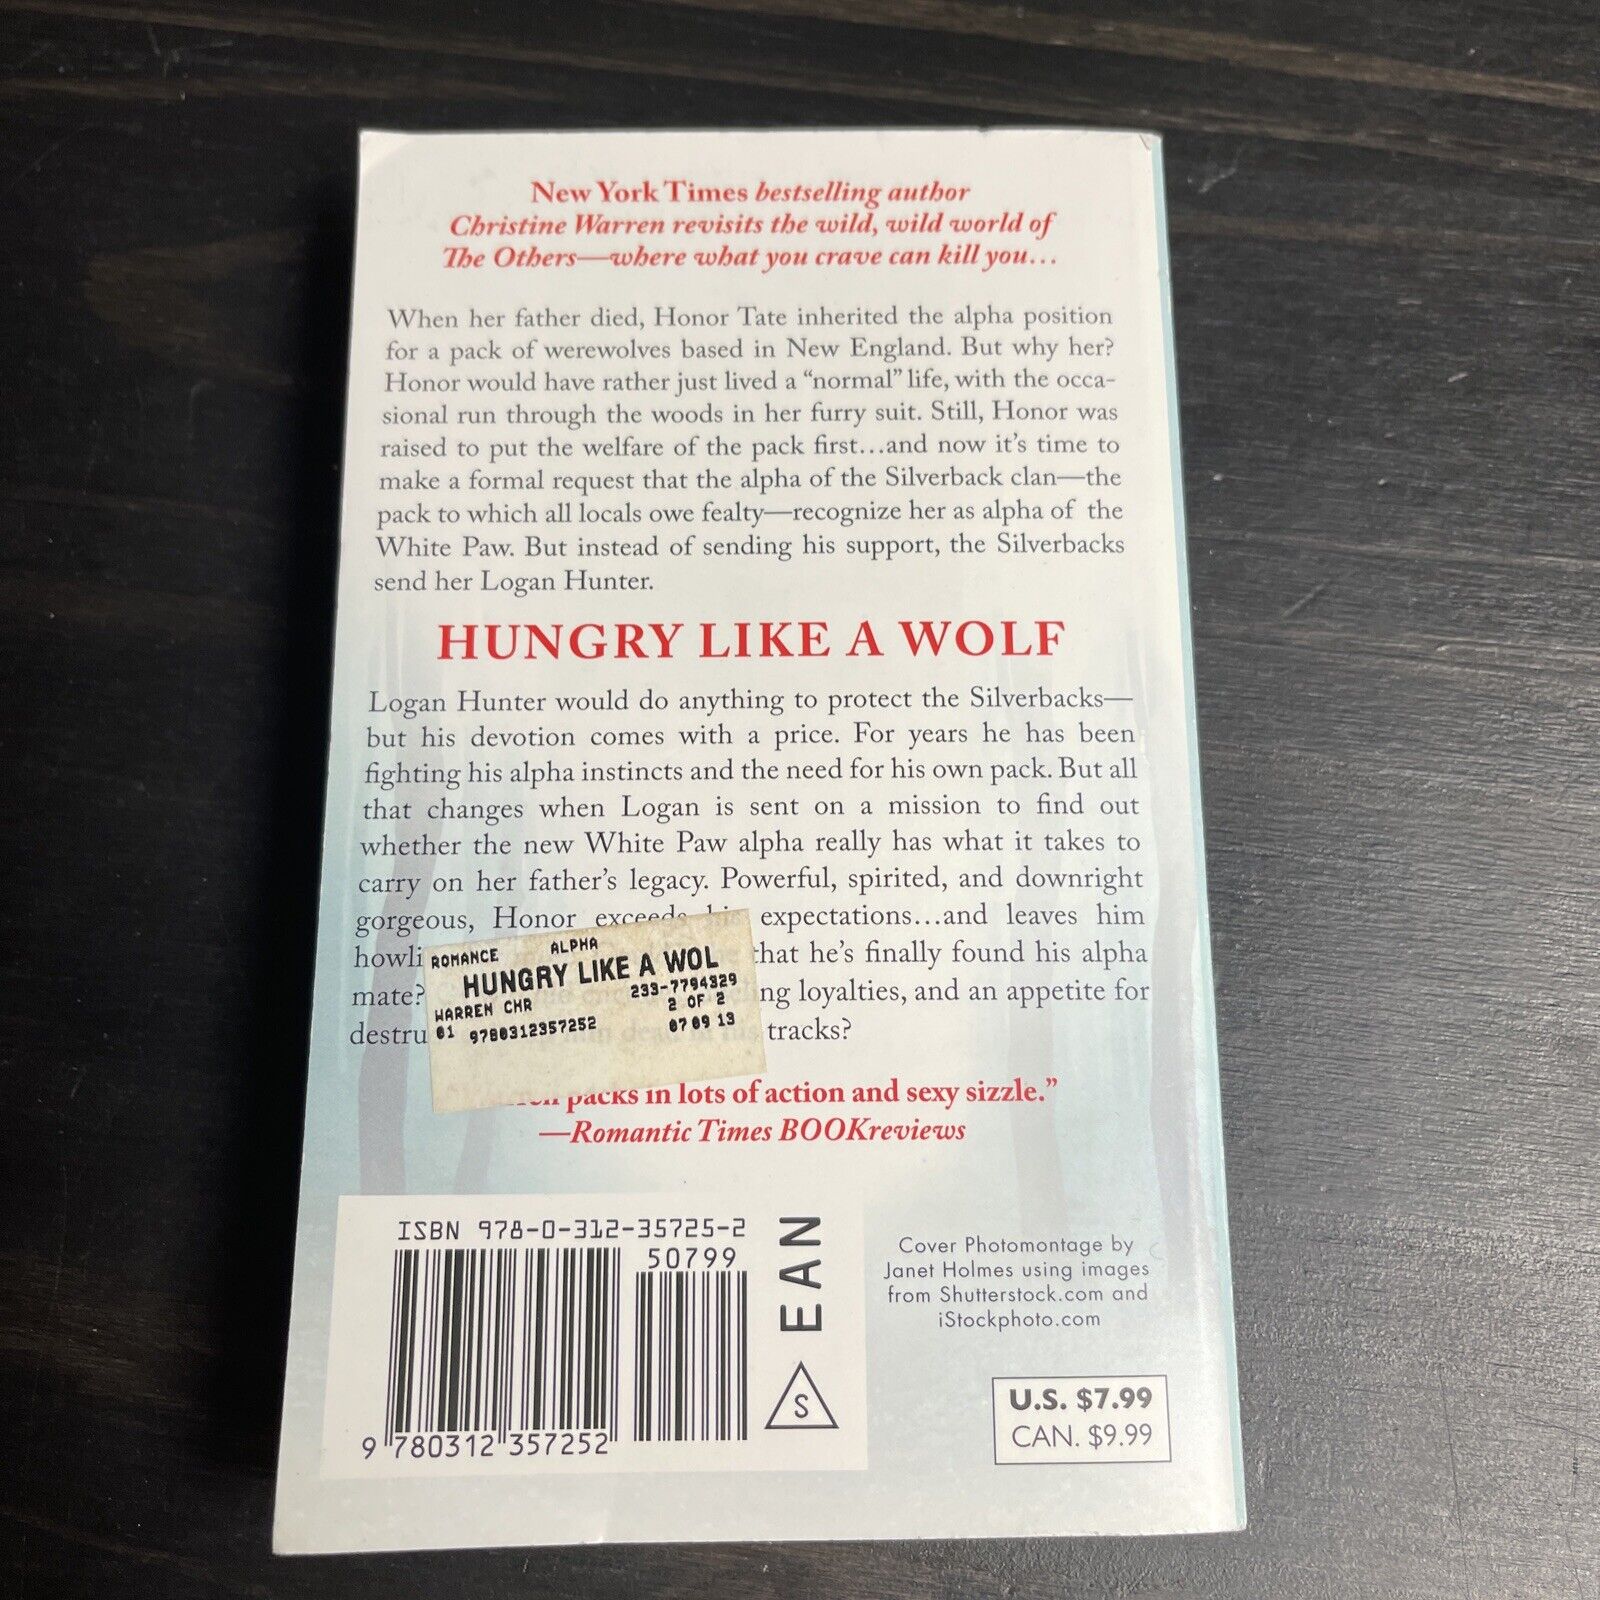 New York Times bestselling author
Christine Warren revisits the wild, wild world of
The Others—where what you crave can kill you...
When her father died, Honor Tate inherited the alpha position
for a pack of werewolves based in New England. But why her?
Honor would have rather just lived a “normal” life, with the occa-
sional run through the woods in her furry suit. Still, Honor was
raised to put the welfare of the pack first...and now it’s time to
make a formal request that the alpha of the Silverback clan—the
pack to which all locals owe fealty—recognize her as alpha of the
White Paw. But instead of sending his support, the Silverbacks
send her Logan Hunter.
HUNGRY LIKE A WOLF
Logan Hunter would do anything to protect the Silverbacks—
but his devotion comes with a price. For years he has been
fighting his alpha instincts and the need for his own pack. But all
that changes when Logan is sent on a mission to find out
whether the new White Paw alpha really has what it takes to
carry on her father’s legacy. Powerful, spirited, and downright
gorgeous, Honor exceeds his expectations...and leaves him
howli that he’s finally found his alpha
mate? ng loyalties, and an appetite for
destru tracks?
ROMANCE ALPHA
HUNGRY LIKE A WOL
WARREN CHR 233-7794329
2 OF 2
01 9780312357252 07 09 13
packs in lots of action and sexy sizzle.”
—Romantic Times BOOKreviews
ISBN 978-0-312-35725-2
50799
9 780312 357252
EAN
S
Cover Photomontage by
Janet Holmes using images
from Shutterstock.com and
iStockphoto.com
U.S. $7.99
CAN. $9.99